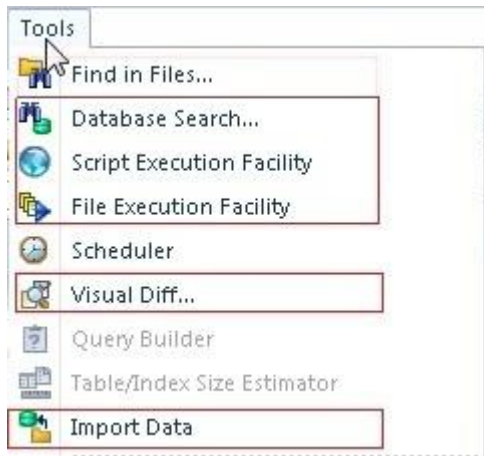 Tools
Find in Files...
Database Search...
Script Execution Facility
File Execution Facility
Scheduler
Visual Diff...
Query Builder
Table/Index Size Estimator
Import Data